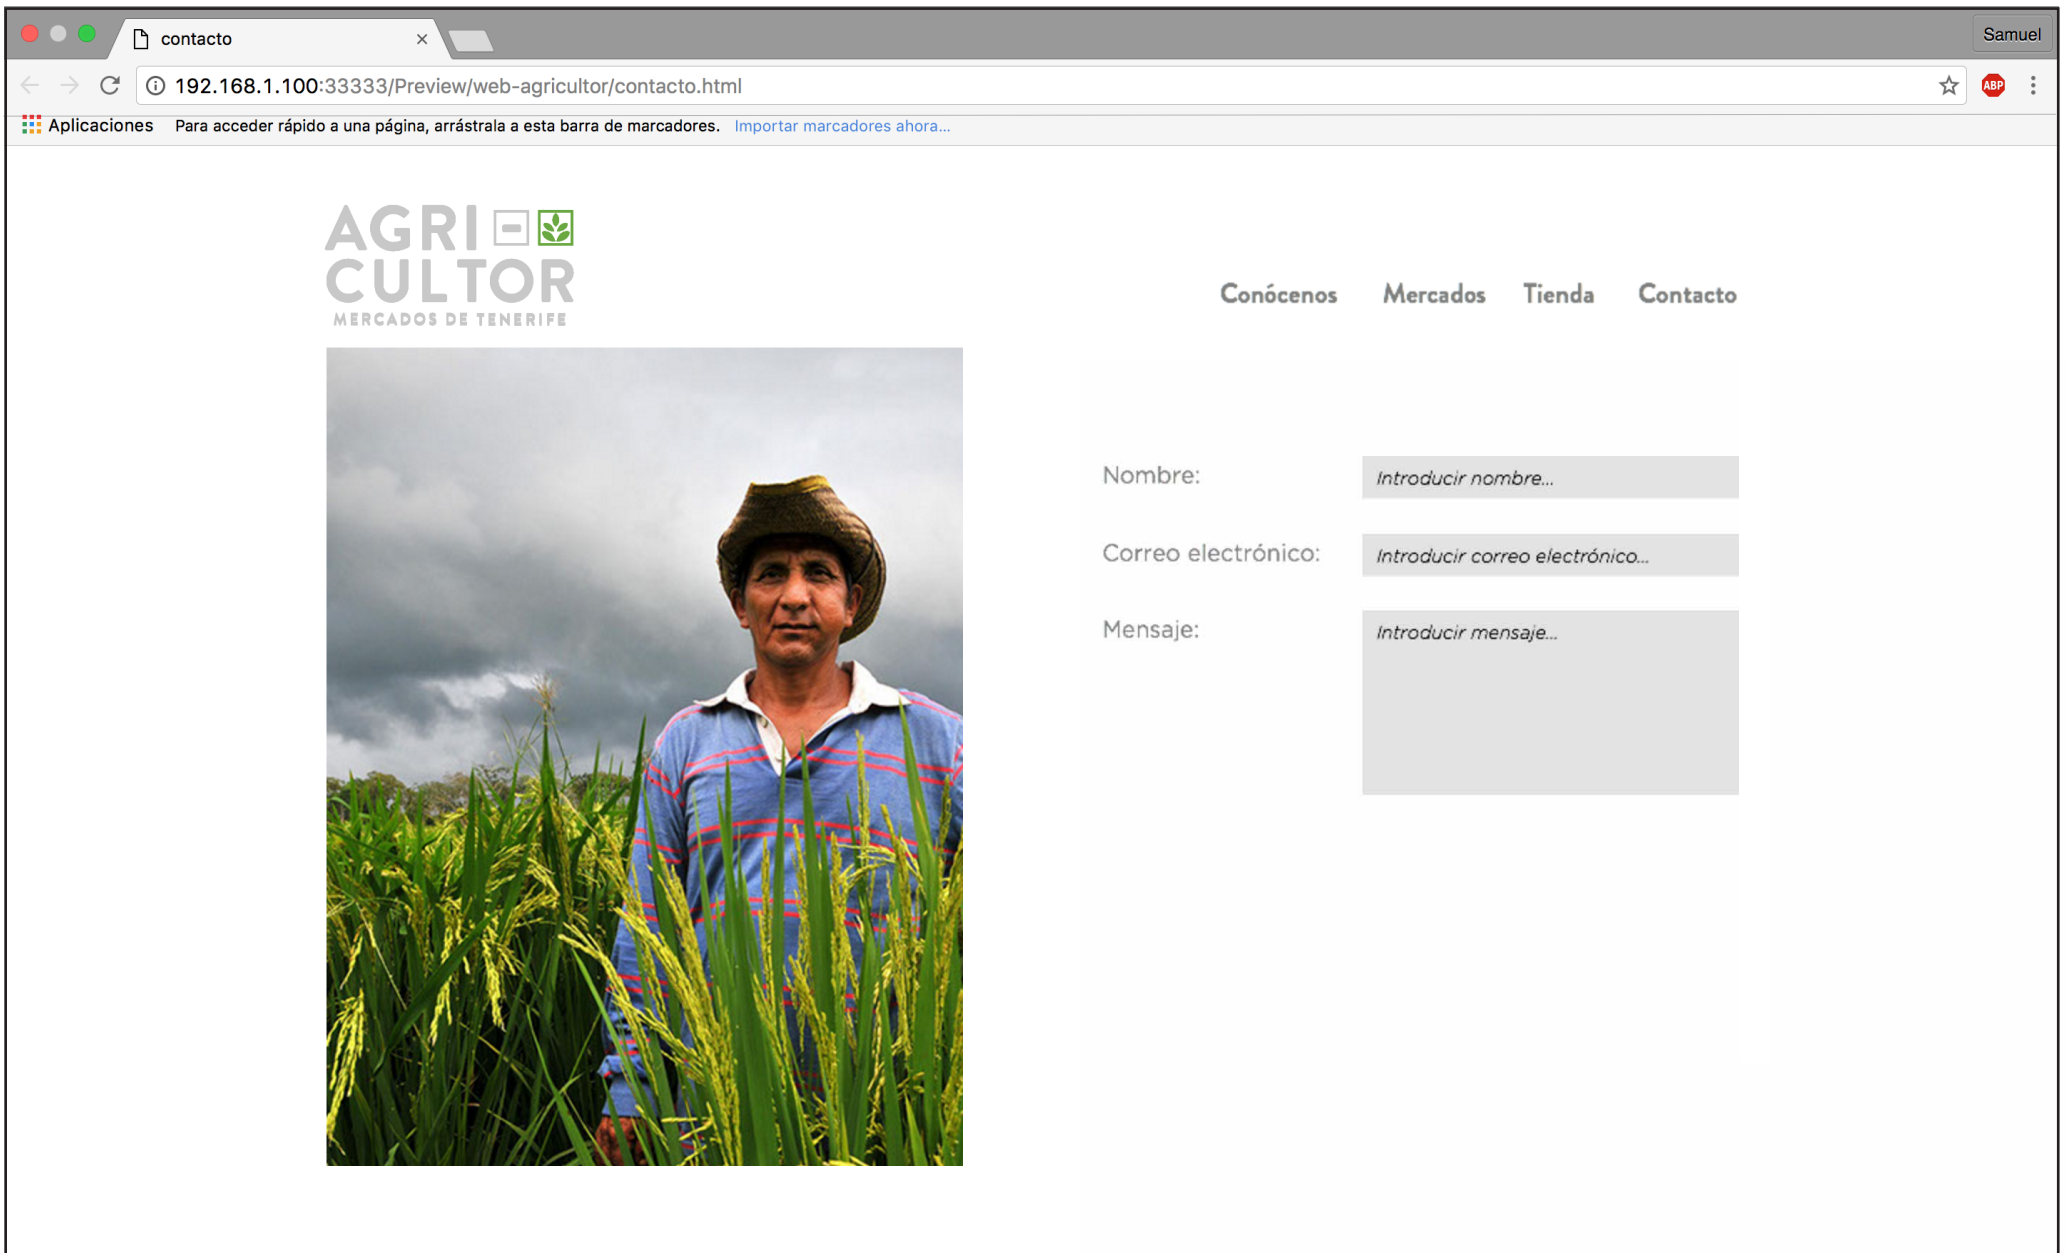 contacto
Samuel
192.168.1.100:33333/Preview/web-agricultor/contacto.html
ABP
Aplicaciones Para acceder rápido a una página, arrástrala a esta barra de marcadores. Importar marcadores ahora...
AGRI
CULTOR
MERCADOS DE TENERIFE
Conócenos Mercados Tienda Contacto
Nombre: Introducir nombre...
Correo electrónico: Introducir correo electrónico...
Mensaje: Introducir mensaje...